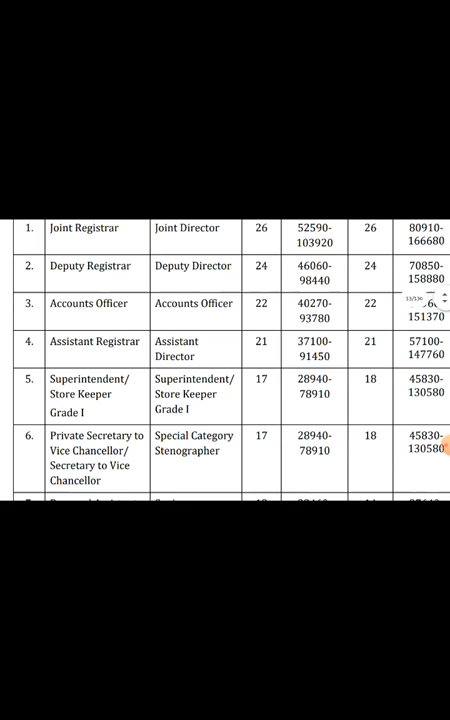 1. Joint Registrar Joint Director 26 52590- 26 80910-
103920 166680
2. Deputy Registrar Deputy Director 24 46060- 24 70850-
98440 158880
3. Accounts Officer Accounts Officer 22 40270- 22
13/130
93780 151370
4. Assistant Registrar Assistant 21 37100- 21 57100-
Director 91450 147760
5. Superintendent/ Superintendent/ 17 28940- 18 45830-
Store Keeper Store Keeper 78910 130580
Grade I Grade I
6. Private Secretary to Special Category 17 28940- 18 45830-
Vice Chancellor/ Stenographer 78910 130580
Secretary to Vice
Chancellor